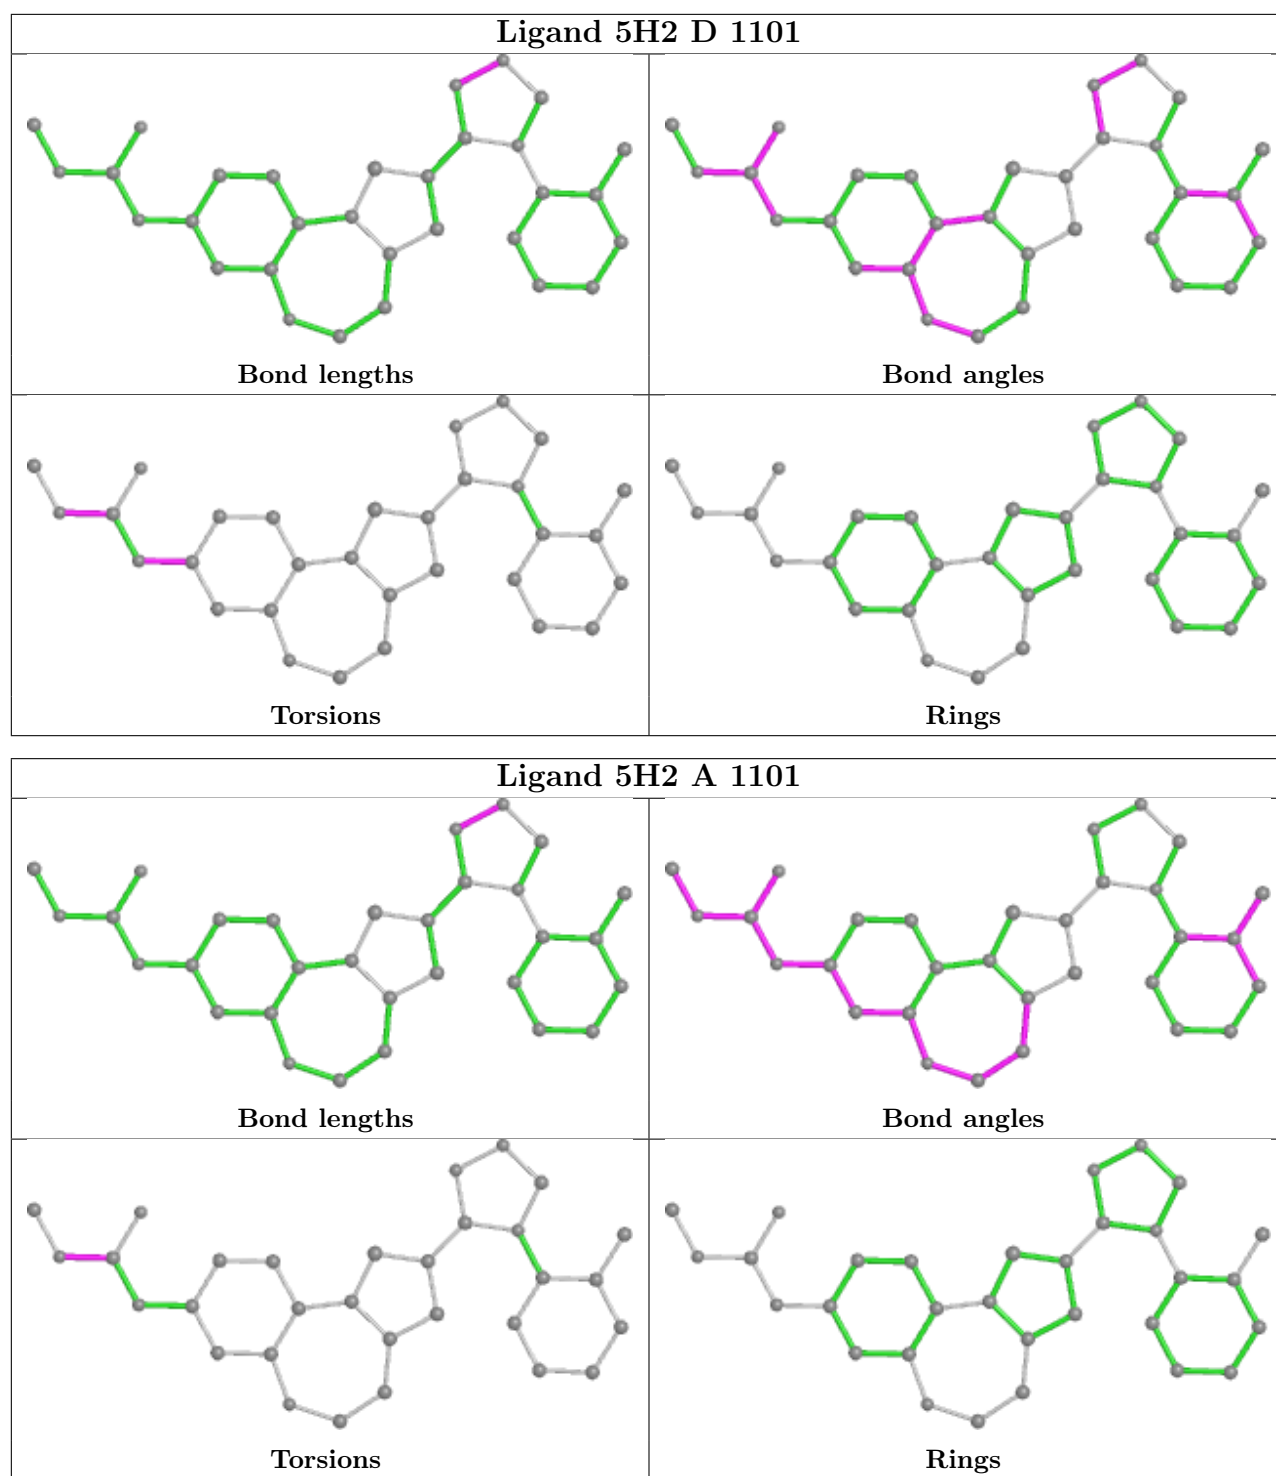 Ligand 5H2 D 1101
Bond lengths
Bond angles
Torsions
Rings
Ligand 5H2 A 1101
Bond lengths
Bond angles
Torsions
Rings